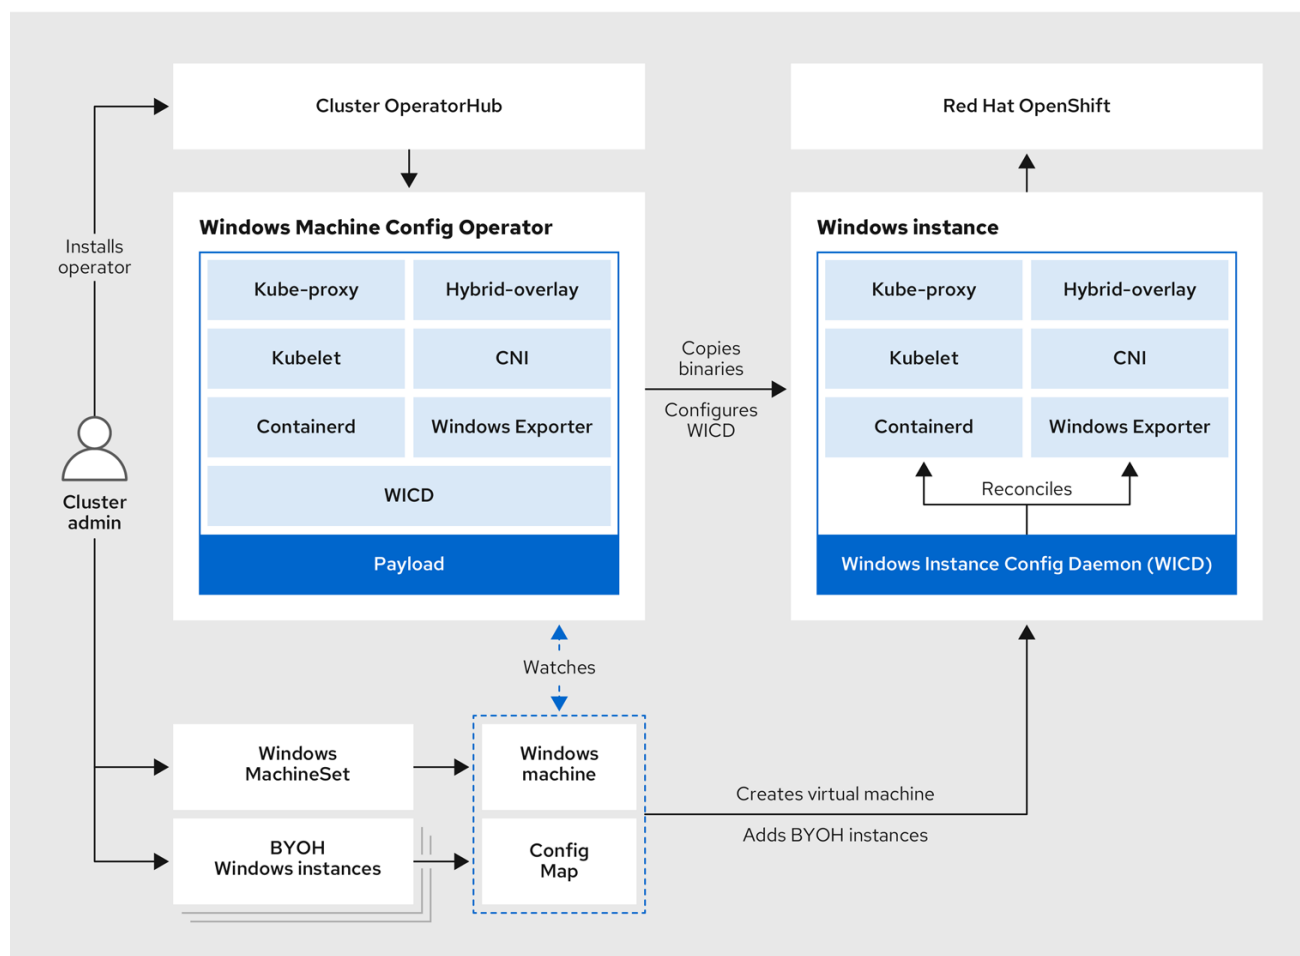 Cluster OperatorHub
Red Hat OpenShift
Installs
operator
Windows Machine Config Operator
Kube-proxy
Hybrid-overlay
Kubelet
CNI
Containerd
Windows Exporter
WICD
Payload
Copies
binaries
Configures
WICD
Windows instance
Kube-proxy
Hybrid-overlay
Kubelet
CNI
Containerd
Windows Exporter
Reconciles
Windows Instance Config Daemon (WICD)
Cluster
admin
Watches
Windows
MachineSet
Windows
machine
BYOH
Windows instances
Config
Map
Creates virtual machine
Adds BYOH instances